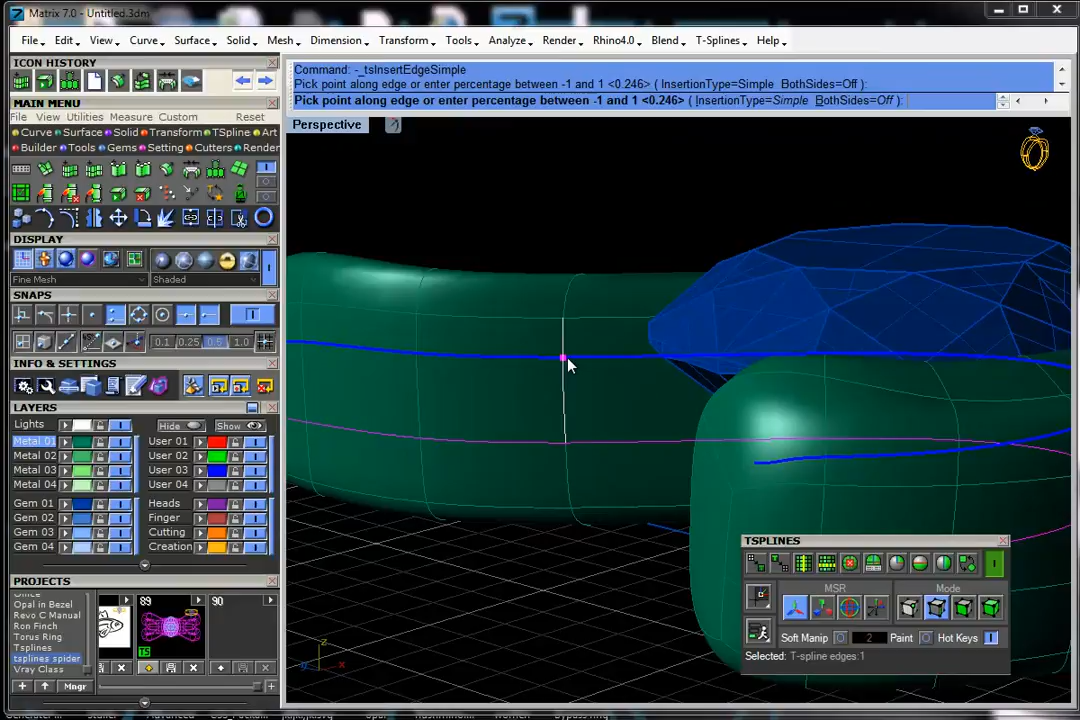 Matrix 7.0 - Untitled.3dm
File Edit View Curve Surface Solid Mesh Dimension Transform Tools Analyze Render Rhino4.0 Blend T-Splines Help
ICON HISTORY
Command: -_tsInsertEdgeSimple
Pick point along edge or enter percentage between -1 and 1 <0.246> ( InsertionType=Simple BothSides=Off ):
Pick point along edge or enter percentage between -1 and 1 <0.246> ( InsertionType=Simple BothSides=Off ):
MAIN MENU
File View Utilities Measure Custom Reset
Curve Surface Solid Transform TSpline Art
Builder Tools Gems Setting Cutters Render
Perspective
DISPLAY
Fine Mesh Shaded
SNAPS
0.1 0.25 0.5 1.0
INFO & SETTINGS
LAYERS
Lights Hide Show
Metal 01 User 01
Metal 02 User 02
Metal 03 User 03
Metal 04 User 04
Gem 01 Heads
Gem 02 Finger
Gem 03 Cutting
Gem 04 Creation
PROJECTS
Opal in Bezel
Revo C Manual
Ron Finch
Torus Ring
Tsplines
tsplines spider
Vray Class
Mngr
89 90
TS
TSPLINES
MSR Mode
Soft Manip 2 Paint Hot Keys
Selected: T-spline edges:1
z
x